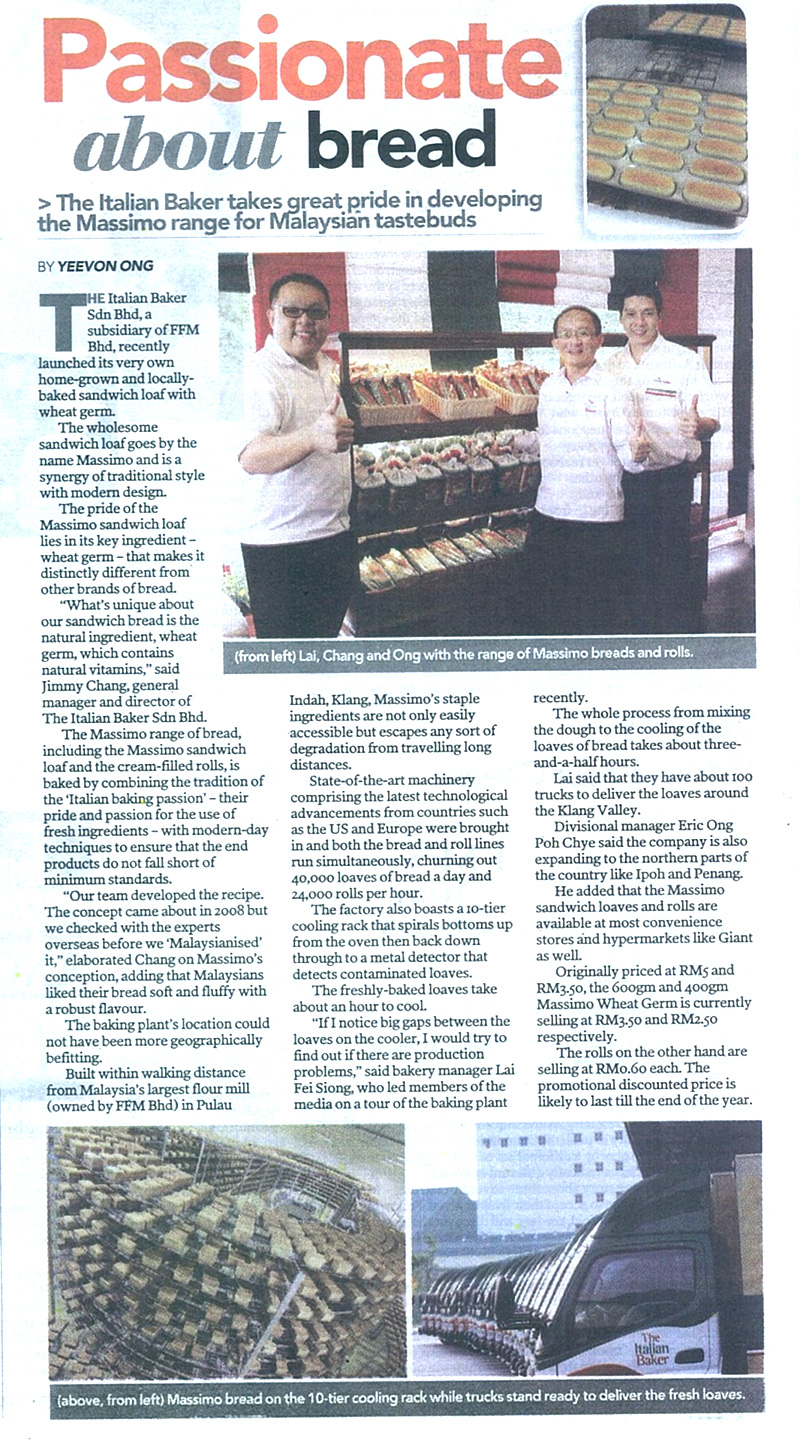 Passionate
about bread
> The Italian Baker takes great pride in developing
the Massimo range for Malaysian tastebuds
BY YEEVON ONG
THE Italian Baker
Sdn Bhd, a
subsidiary of FFM
Bhd, recently
launched its very own
home-grown and locally-
baked sandwich loaf with
wheat germ.
The wholesome
sandwich loaf goes by the
name Massimo and is a
synergy of traditional style
with modern design.
The pride of the
Massimo sandwich loaf
lies in its key ingredient –
wheat germ – that makes it
distinctly different from
other brands of bread.
“What's unique about
our sandwich bread is the
natural ingredient, wheat
germ, which contains
natural vitamins,” said
Jimmy Chang, general
manager and director of
The Italian Baker Sdn Bhd.
The Massimo range of bread,
including the Massimo sandwich
loaf and the cream-filled rolls, is
baked by combining the tradition of
the ‘Italian baking passion’ – their
pride and passion for the use of
fresh ingredients – with modern-day
techniques to ensure that the end
products do not fall short of
minimum standards.
“Our team developed the recipe.
The concept came about in 2008 but
we checked with the experts
overseas before we ‘Malaysianised’
it,” elaborated Chang on Massimo's
conception, adding that Malaysians
liked their bread soft and fluffy with
a robust flavour.
The baking plant's location could
not have been more geographically
befitting.
Built within walking distance
from Malaysia's largest flour mill
(owned by FFM Bhd) in Pulau
(from left) Lai, Chang and Ong with the range of Massimo breads and rolls.
Indah, Klang, Massimo's staple
ingredients are not only easily
accessible but escapes any sort of
degradation from travelling long
distances.
State-of-the-art machinery
comprising the latest technological
advancements from countries such
as the US and Europe were brought
in and both the bread and roll lines
run simultaneously, churning out
40,000 loaves of bread a day and
24,000 rolls per hour.
The factory also boasts a 10-tier
cooling rack that spirals bottoms up
from the oven then back down
through to a metal detector that
detects contaminated loaves.
The freshly-baked loaves take
about an hour to cool.
“If I notice big gaps between the
loaves on the cooler, I would try to
find out if there are production
problems,” said bakery manager Lai
Fei Siong, who led members of the
media on a tour of the baking plant
recently.
The whole process from mixing
the dough to the cooling of the
loaves of bread takes about three-
and-a-half hours.
Lai said that they have about 100
trucks to deliver the loaves around
the Klang Valley.
Divisional manager Eric Ong
Poh Chye said the company is also
expanding to the northern parts of
the country like Ipoh and Penang.
He added that the Massimo
sandwich loaves and rolls are
available at most convenience
stores and hypermarkets like Giant
as well.
Originally priced at RM5 and
RM3.50, the 600gm and 400gm
Massimo Wheat Germ is currently
selling at RM3.50 and RM2.50
respectively.
The rolls on the other hand are
selling at RM0.60 each. The
promotional discounted price is
likely to last till the end of the year.
The
Italian
Baker
(above, from left) Massimo bread on the 10-tier cooling rack while trucks stand ready to deliver the fresh loaves.